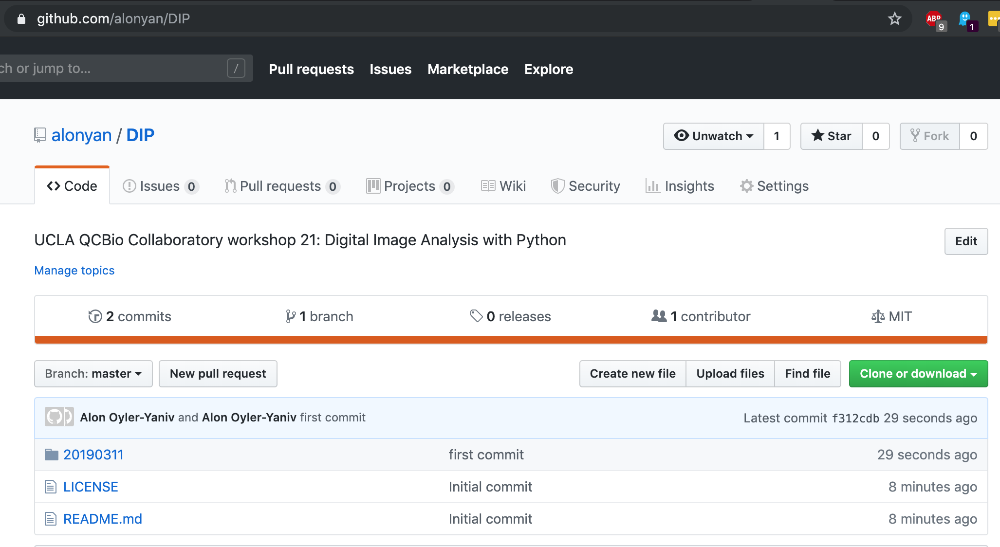 github.com/alonyan/DIP
ABP 9 1
ch or jump to... / Pull requests Issues Marketplace Explore
alonyan / DIP Unwatch 1 Star 0 Fork 0
Code Issues 0 Pull requests 0 Projects 0 Wiki Security Insights Settings
UCLA QCBio Collaboratory workshop 21: Digital Image Analysis with Python Edit
Manage topics
2 commits 1 branch 0 releases 1 contributor MIT
Branch: master New pull request Create new file Upload files Find file Clone or download
Alon Oyler-Yaniv and Alon Oyler-Yaniv first commit Latest commit f312cdb 29 seconds ago
20190311 first commit 29 seconds ago
LICENSE Initial commit 8 minutes ago
README.md Initial commit 8 minutes ago